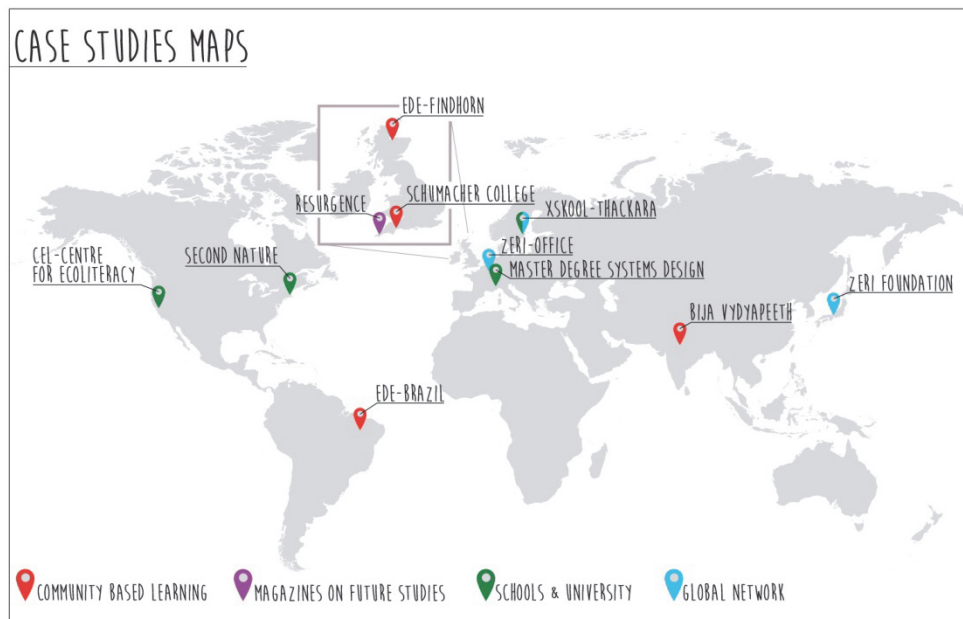 CASE STUDIES MAPS
EDE-FINDHORN
RESURGENCE
SCHUMACHER COLLEGE
XSKOOL-THACKARA
CEL-CENTRE
FOR ECOLITERACY
SECOND NATURE
ZERI-OFFICE
MASTER DEGREE SYSTEMS DESIGN
ZERI FOUNDATION
BIJA VYDYAPEETH
EDE-BRAZIL
COMMUNITY BASED LEARNING
MAGAZINES ON FUTURE STUDIES
SCHOOLS & UNIVERSITY
GLOBAL NETWORK